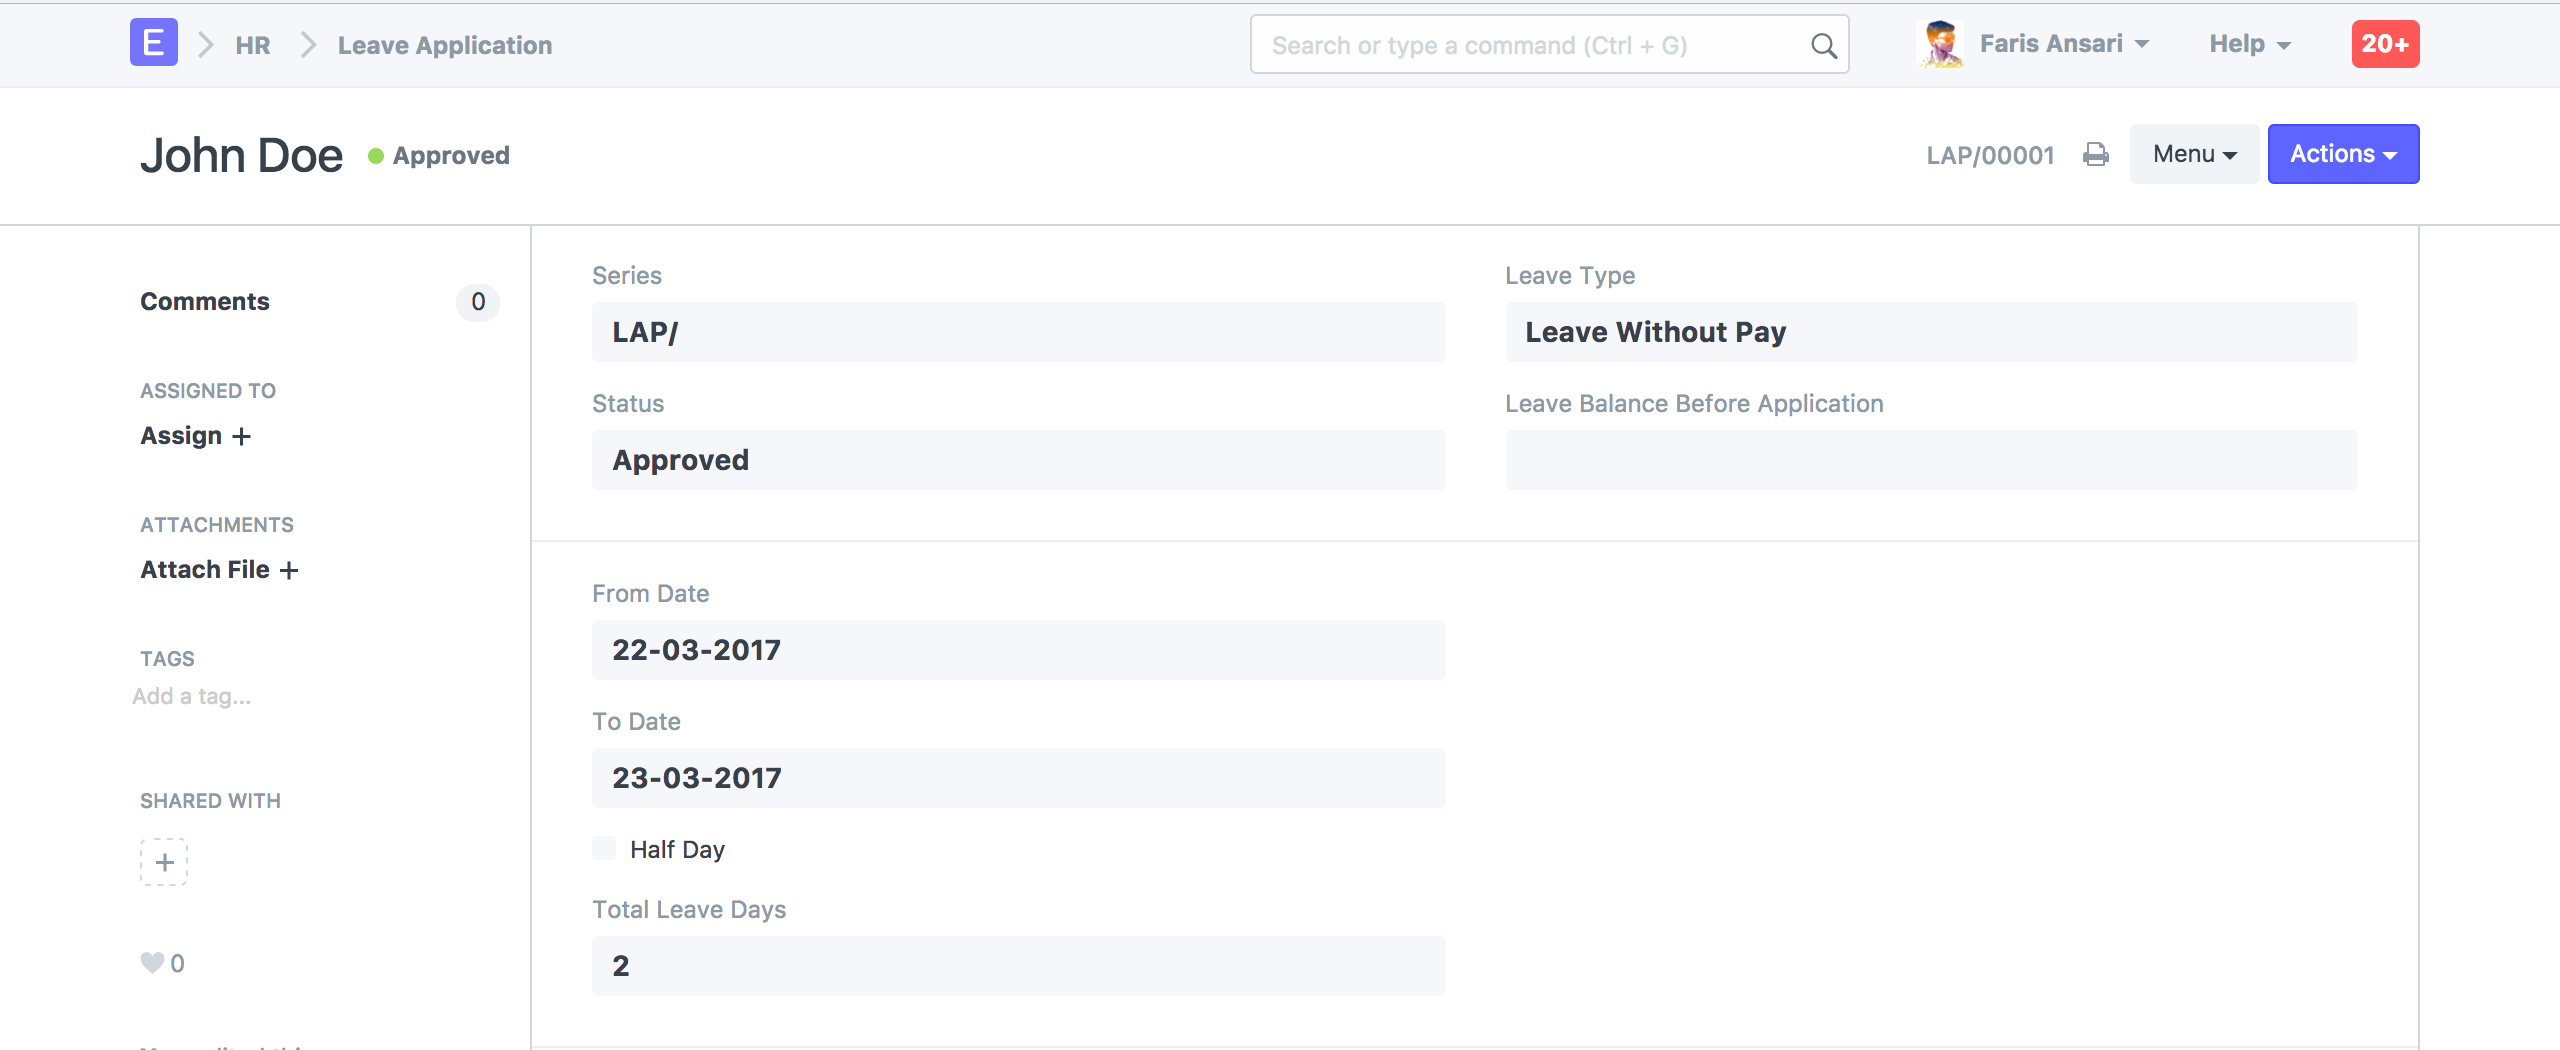 E HR Leave Application Search or type a command (Ctrl + G) Faris Ansari Help 20+
John Doe Approved LAP/00001 Menu Actions
Comments 0
ASSIGNED TO
Assign +
ATTACHMENTS
Attach File +
TAGS
Add a tag...
SHARED WITH
+
0
Series
LAP/
Status
Approved
Leave Type
Leave Without Pay
Leave Balance Before Application
From Date
22-03-2017
To Date
23-03-2017
Half Day
Total Leave Days
2